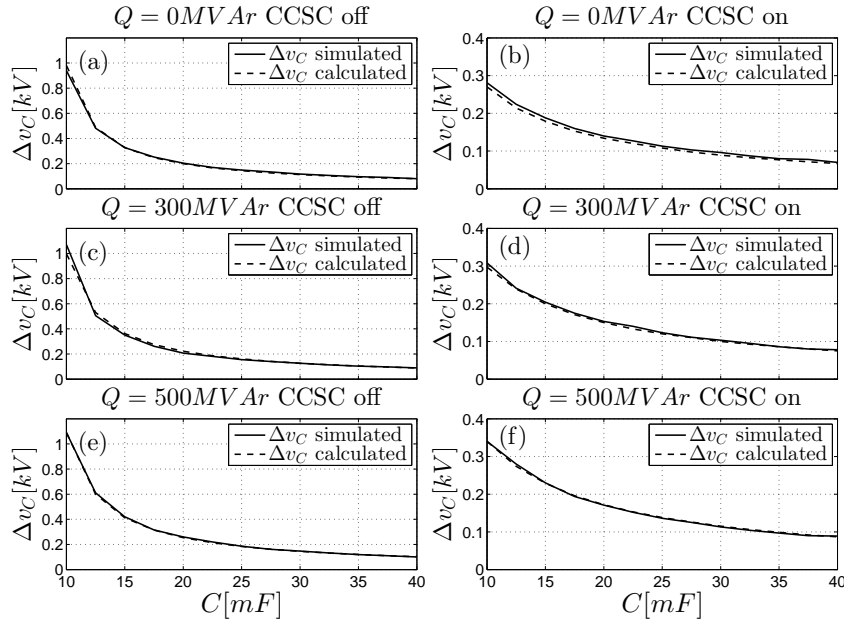 Q = 0MVAr CCSC off
Q = 0MVAr CCSC on
(a)
Δv_C simulated
Δv_C calculated
Δv_C[kV]
1
0.8
0.6
0.4
0.2
0
(b)
Δv_C simulated
Δv_C calculated
Δv_C[kV]
0.4
0.3
0.2
0.1
0
Q = 300MVAr CCSC off
Q = 300MVAr CCSC on
(c)
Δv_C simulated
Δv_C calculated
Δv_C[kV]
1
0.8
0.6
0.4
0.2
0
(d)
Δv_C simulated
Δv_C calculated
Δv_C[kV]
0.4
0.3
0.2
0.1
0
Q = 500MVAr CCSC off
Q = 500MVAr CCSC on
(e)
Δv_C simulated
Δv_C calculated
Δv_C[kV]
1
0.8
0.6
0.4
0.2
0
10 15 20 25 30 35 40
C[mF]
(f)
Δv_C simulated
Δv_C calculated
Δv_C[kV]
0.4
0.3
0.2
0.1
0
10 15 20 25 30 35 40
C[mF]